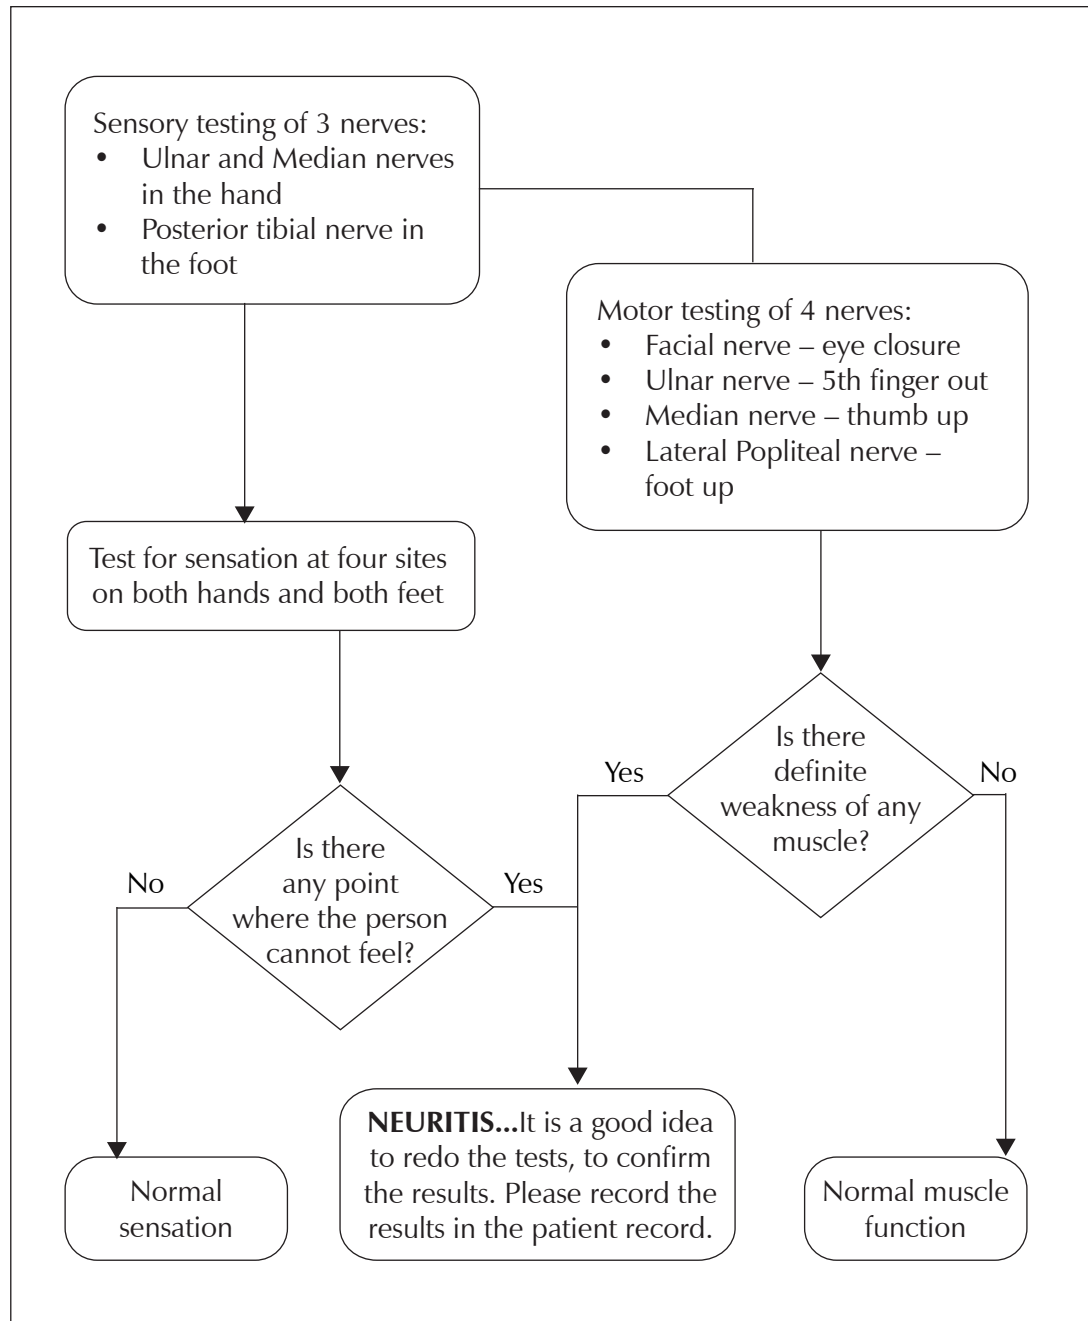 Sensory testing of 3 nerves:
• Ulnar and Median nerves
in the hand
• Posterior tibial nerve in
the foot
Motor testing of 4 nerves:
• Facial nerve – eye closure
• Ulnar nerve – 5th finger out
• Median nerve – thumb up
• Lateral Popliteal nerve –
foot up
Test for sensation at four sites
on both hands and both feet
Is there
definite
weakness of any
muscle?
Yes
No
Is there
any point
where the person
cannot feel?
No
Yes
Normal
sensation
NEURITIS...It is a good idea
to redo the tests, to confirm
the results. Please record the
results in the patient record.
Normal muscle
function